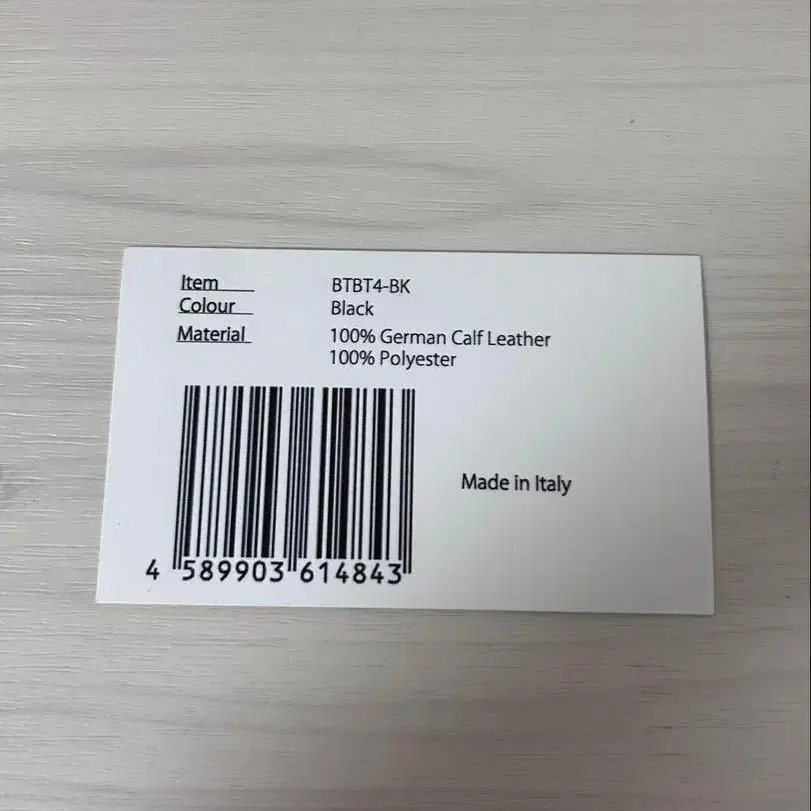 Item BTBT4-BK
Colour Black
Material 100% German Calf Leather
100% Polyester
Made in Italy
4 589903 614843